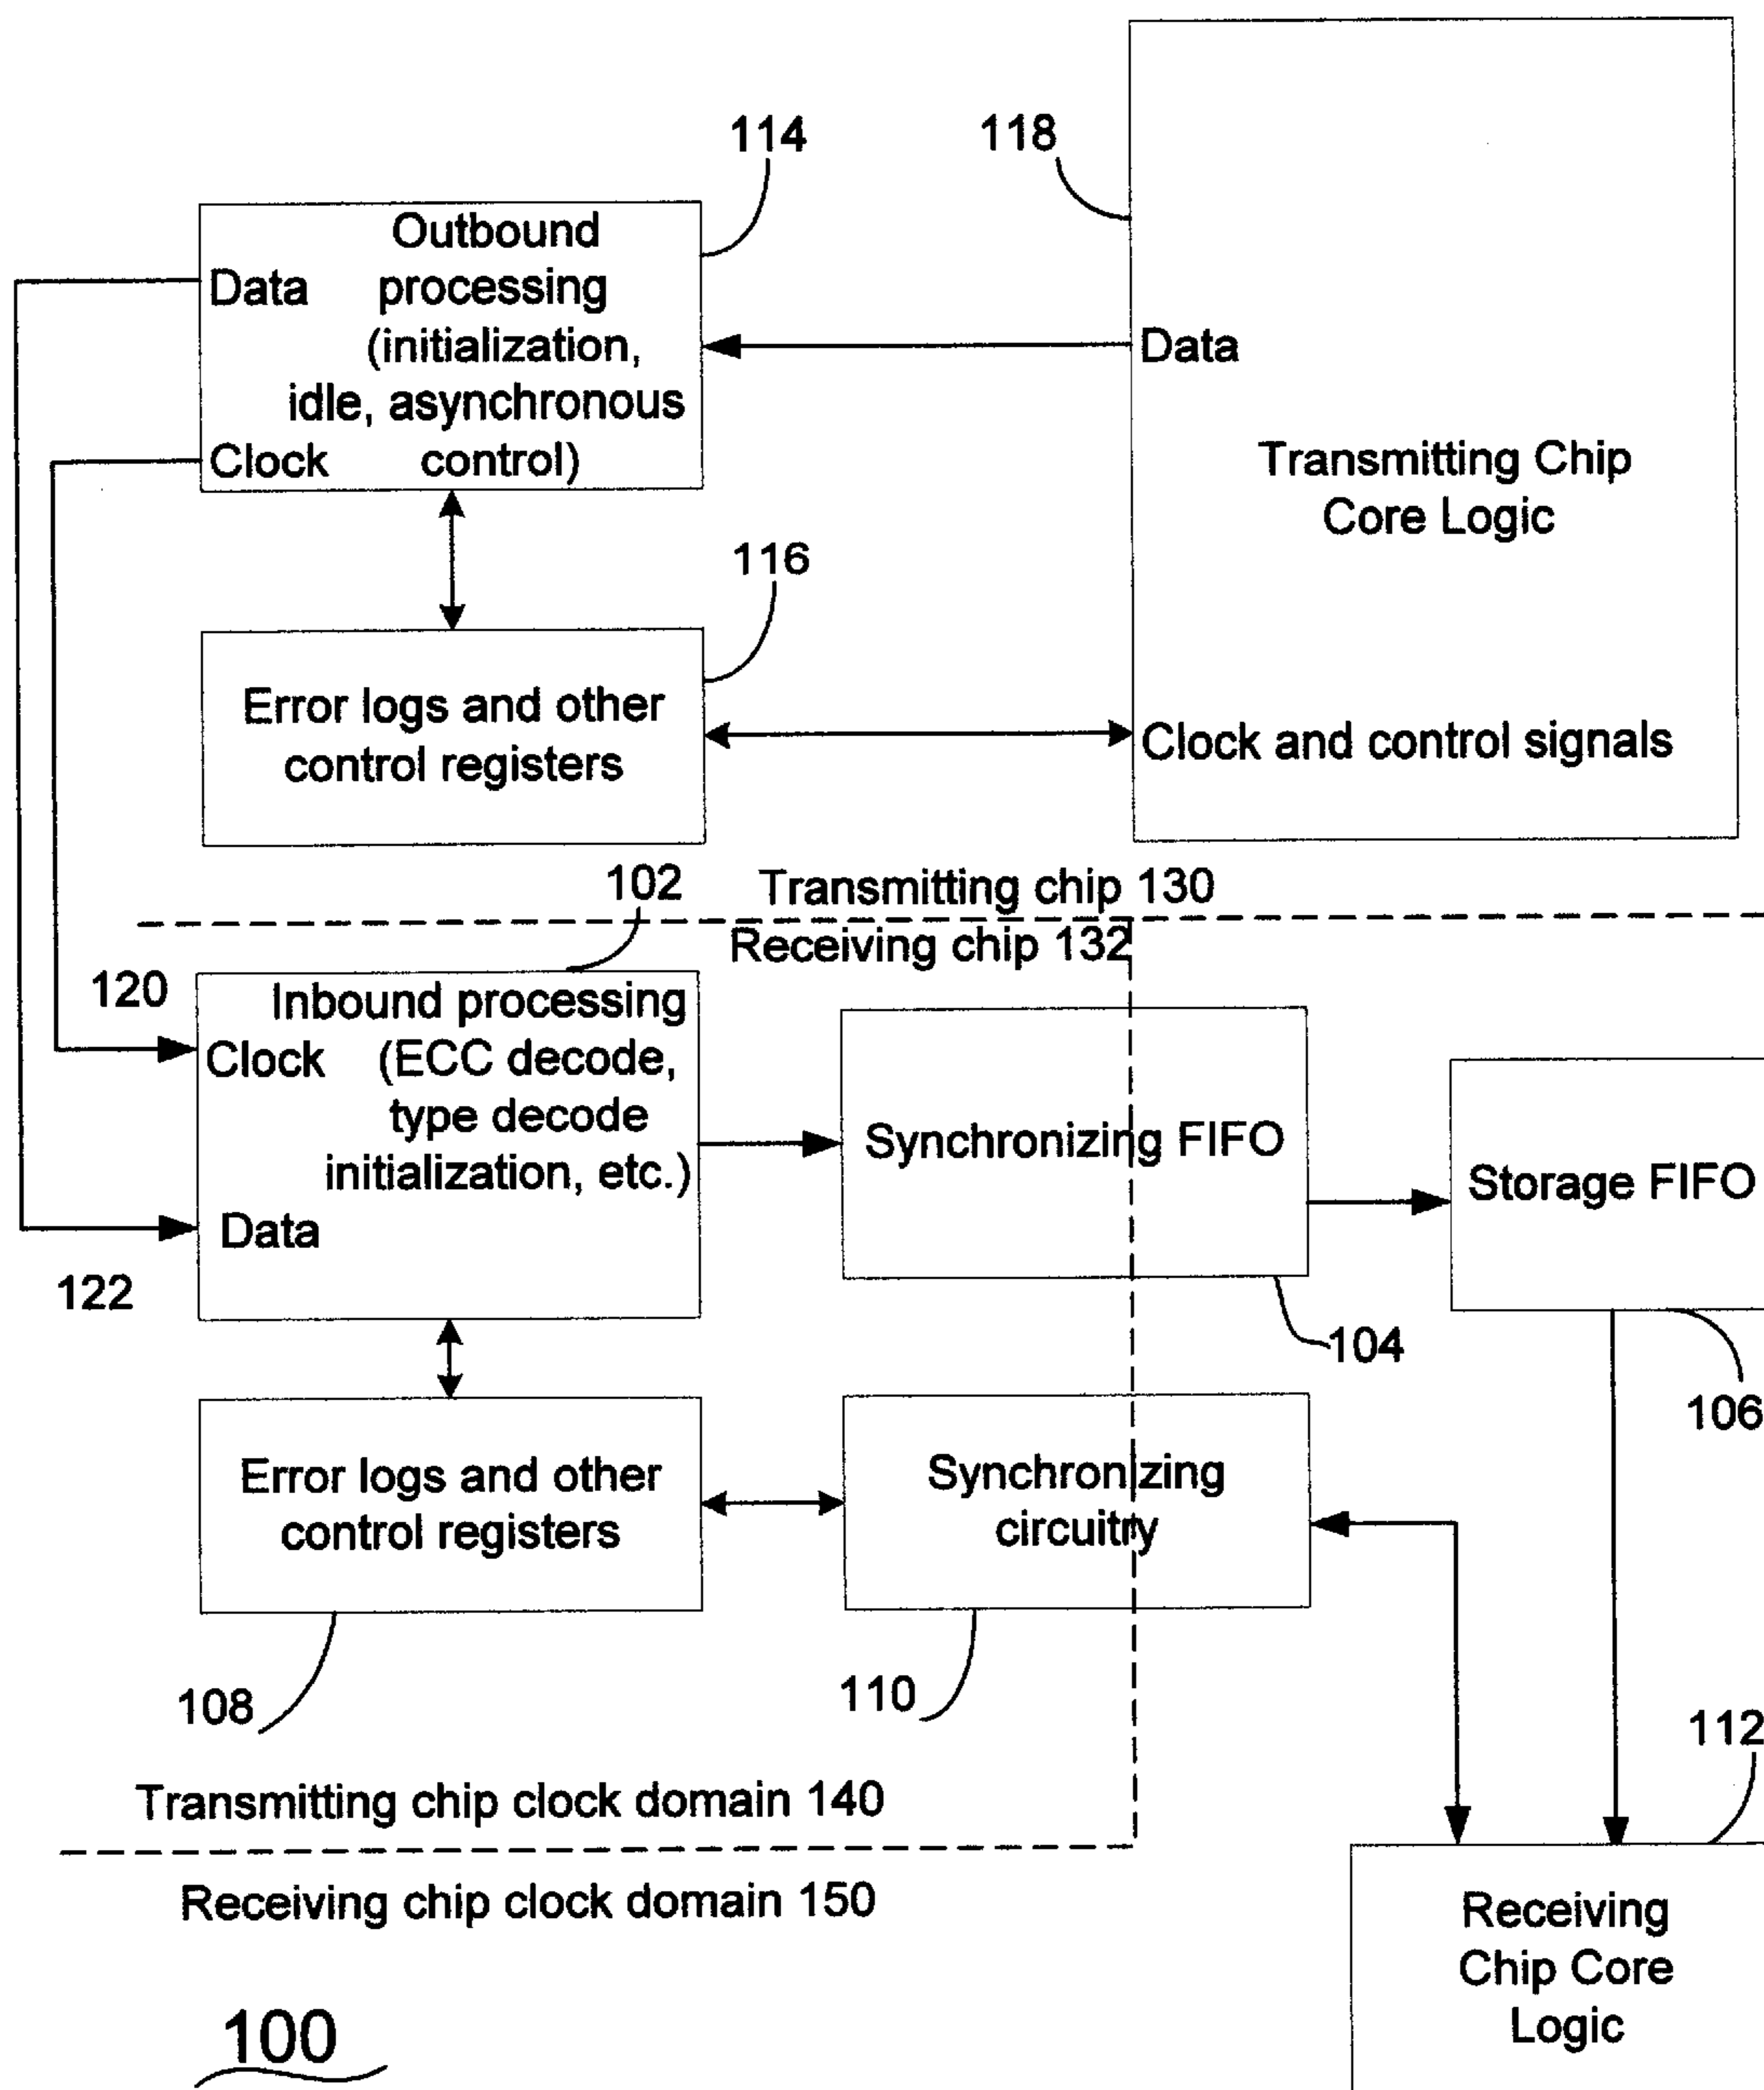 114
118
Outbound
Data processing
(initialization,
idle, asynchronous
Clock control)
Data
Transmitting Chip
Core Logic
116
Error logs and other
control registers
Clock and control signals
102
Transmitting chip 130
Receiving chip 132
120
Inbound processing
Clock (ECC decode,
type decode
initialization, etc.)
Data
122
Synchronizing FIFO
Storage FIFO
104
106
Error logs and other
control registers
Synchronizing
circuitry
108
110
112
Transmitting chip clock domain 140
Receiving chip clock domain 150
Receiving
Chip Core
Logic
100